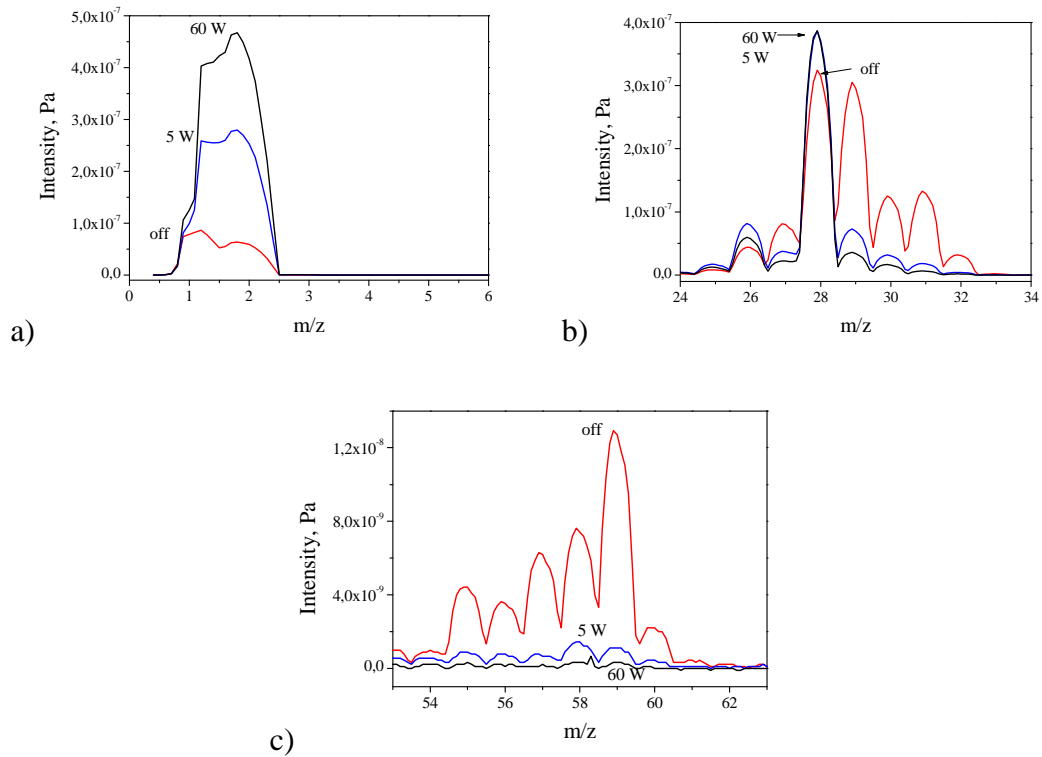 5,0x10⁻⁷
4,0x10⁻⁷
3,0x10⁻⁷
2,0x10⁻⁷
1,0x10⁻⁷
0,0
Intensity, Pa
60 W
5 W
off
0 1 2 3 4 5 6
m/z
a)
4,0x10⁻⁷
3,0x10⁻⁷
2,0x10⁻⁷
1,0x10⁻⁷
0,0
Intensity, Pa
60 W
5 W
off
24 26 28 30 32 34
m/z
b)
1,2x10⁻⁸
8,0x10⁻⁹
4,0x10⁻⁹
0,0
Intensity, Pa
off
5 W
60 W
54 56 58 60 62
m/z
c)